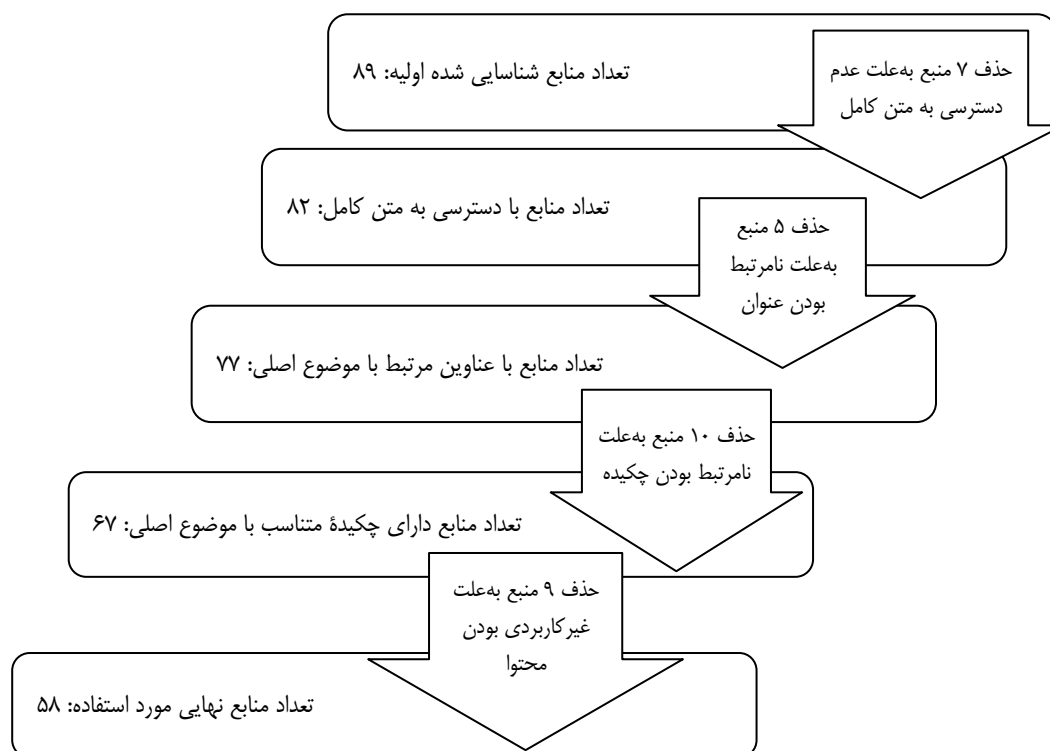 تعداد منابع شناسایی شده اولیه: ۸۹
حذف ۷ منبع به‌علت عدم
دسترسی به متن کامل
تعداد منابع با دسترسی به متن کامل: ۸۲
حذف ۵ منبع
به‌علت نامرتبط
بودن عنوان
تعداد منابع با عناوین مرتبط با موضوع اصلی: ۷۷
حذف ۱۰ منبع به‌علت
نامرتبط بودن چکیده
تعداد منابع دارای چکیدۀ متناسب با موضوع اصلی: ۶۷
حذف ۹ منبع به‌علت
غیرکاربردی بودن
محتوا
تعداد منابع نهایی مورد استفاده: ۵۸